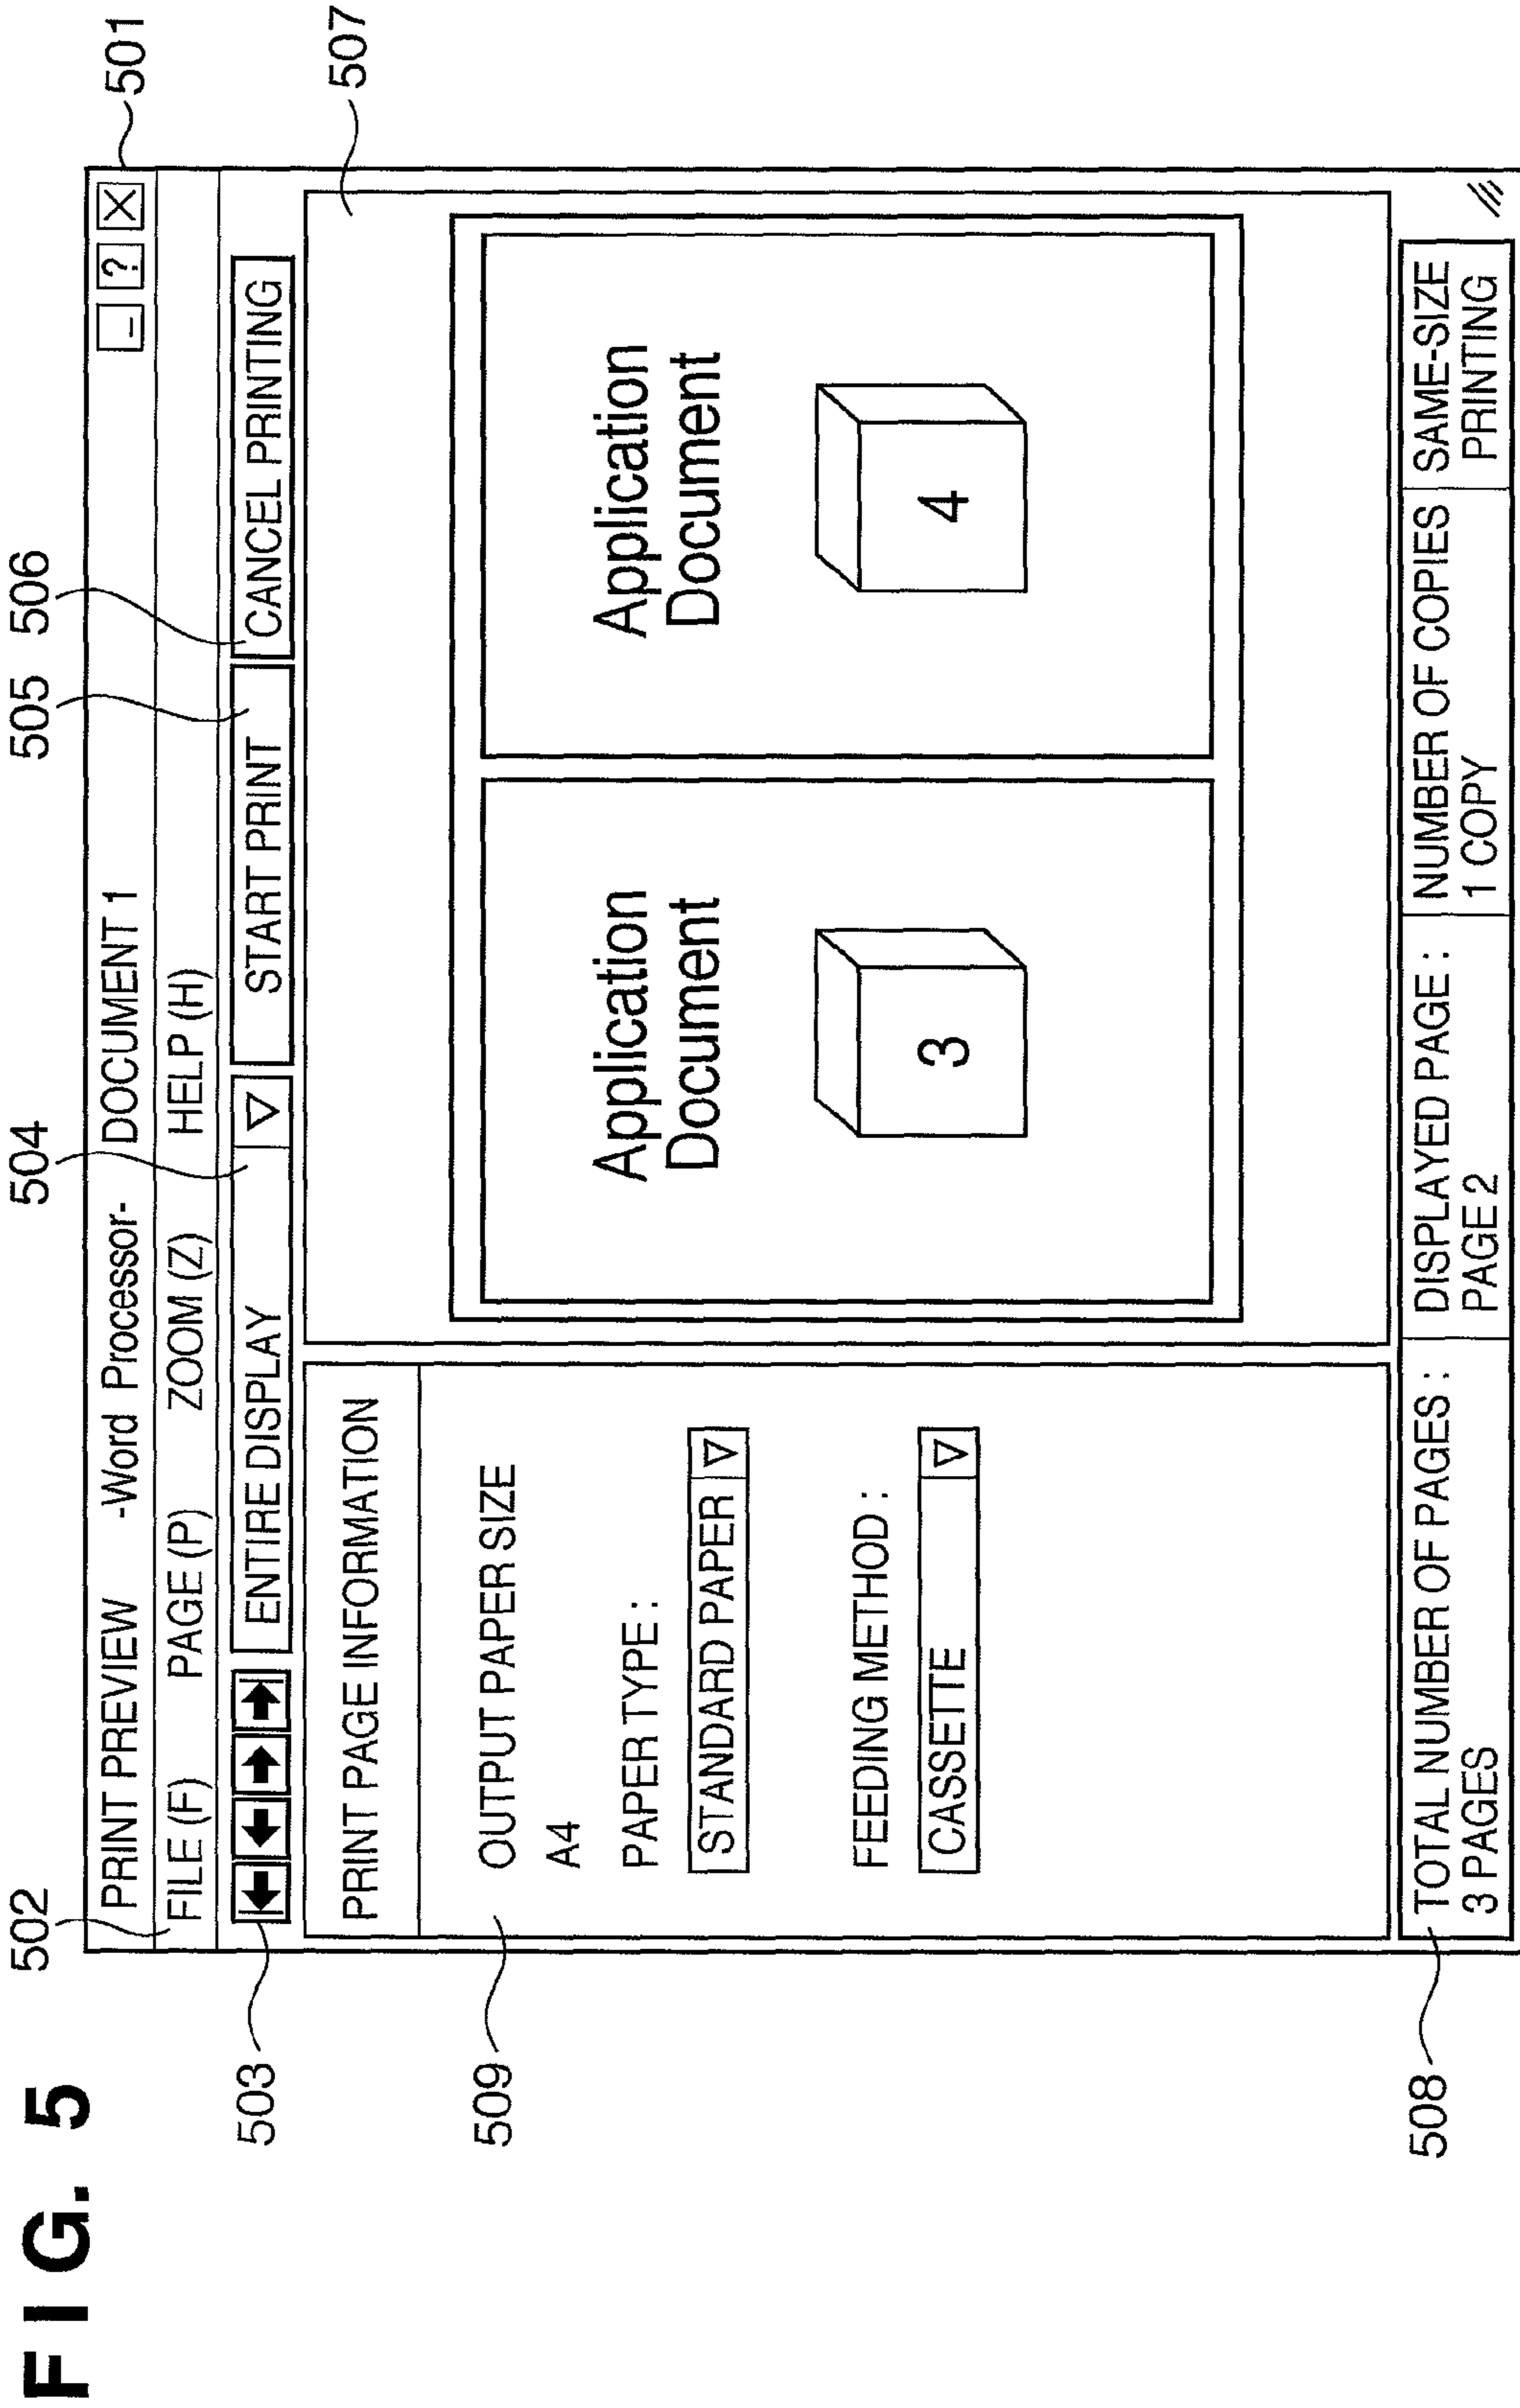 FIG. 5
501
502
503
504
505
506
507
508
509
PRINT PREVIEW -Word Processor- DOCUMENT 1 _ ? X
FILE (F) PAGE (P) ZOOM (Z) HELP (H)
ENTIRE DISPLAY ▽ START PRINT CANCEL PRINTING
PRINT PAGE INFORMATION
OUTPUT PAPER SIZE
A4
PAPER TYPE :
STANDARD PAPER ▽
FEEDING METHOD :
CASSETTE ▽
Application
Document
3
Application
Document
4
TOTAL NUMBER OF PAGES :
3 PAGES
DISPLAYED PAGE :
PAGE 2
NUMBER OF COPIES
1 COPY
SAME-SIZE
PRINTING